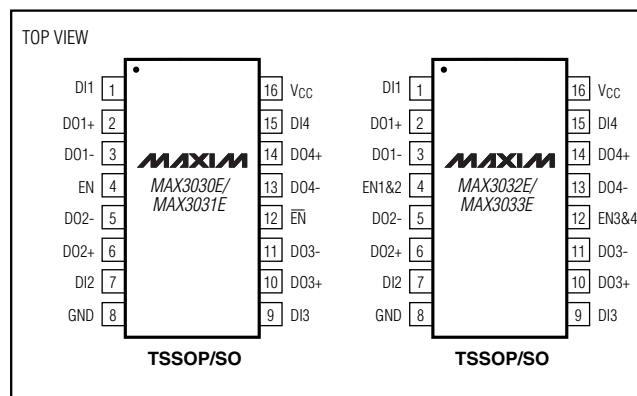 TOP VIEW
DI1 1
DO1+ 2
DO1- 3
EN 4
DO2- 5
DO2+ 6
DI2 7
GND 8
MAXIM
MAX3030E/
MAX3031E
16 VCC
15 DI4
14 DO4+
13 DO4-
12 E̅N̅
11 DO3-
10 DO3+
9 DI3
TSSOP/SO
DI1 1
DO1+ 2
DO1- 3
EN1&2 4
DO2- 5
DO2+ 6
DI2 7
GND 8
MAXIM
MAX3032E/
MAX3033E
16 VCC
15 DI4
14 DO4+
13 DO4-
12 EN3&4
11 DO3-
10 DO3+
9 DI3
TSSOP/SO